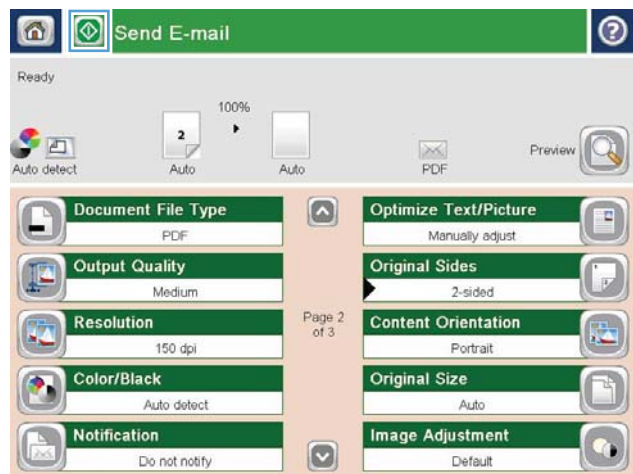 Send E-mail
?
Ready
100%
2
Auto detect
Auto
Auto
PDF
Preview
Document File Type
PDF
Output Quality
Medium
Resolution
150 dpi
Color/Black
Auto detect
Notification
Do not notify
Page 2
of 3
Optimize Text/Picture
Manually adjust
Original Sides
2-sided
Content Orientation
Portrait
Original Size
Auto
Image Adjustment
Default